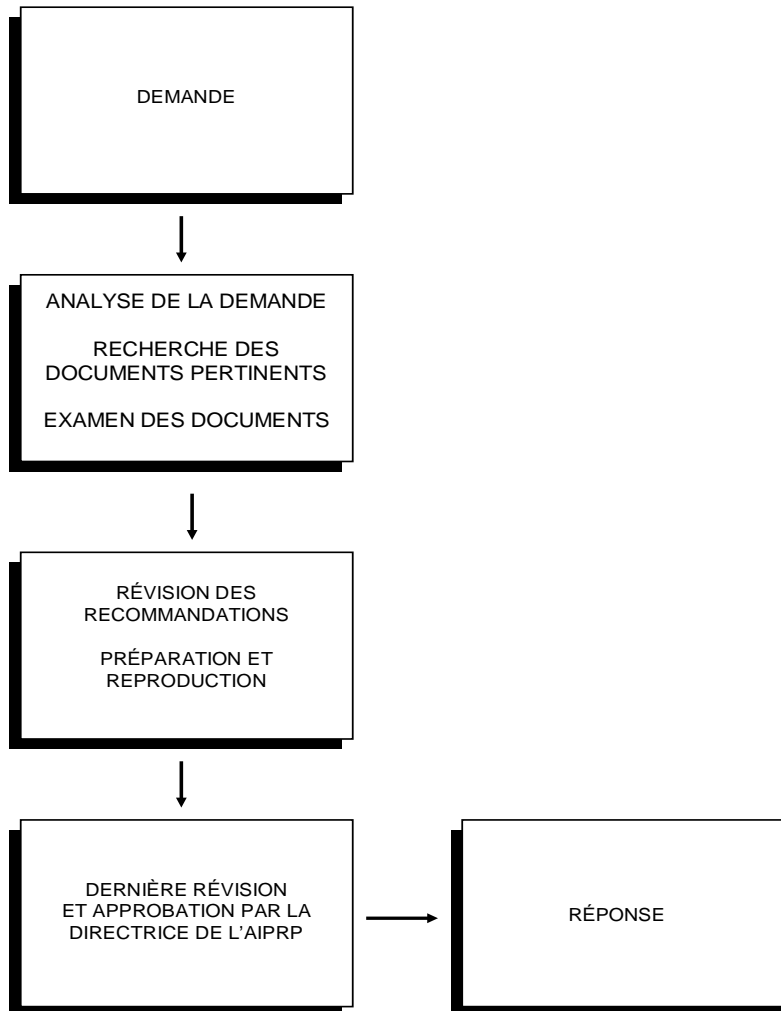 DEMANDE
ANALYSE DE LA DEMANDE
RECHERCHE DES
DOCUMENTS PERTINENTS
EXAMEN DES DOCUMENTS
RÉVISION DES
RECOMMANDATIONS
PRÉPARATION ET
REPRODUCTION
DERNIÈRE RÉVISION
ET APPROBATION PAR LA
DIRECTRICE DE L'AIPRP
RÉPONSE